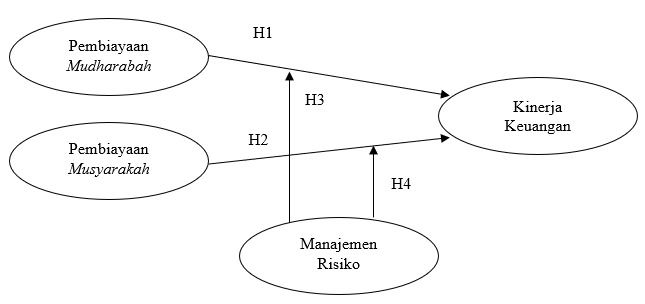 H1
Pembiayaan
Mudharabah
H3
Kinerja
Keuangan
H2
Pembiayaan
Musyarakah
H4
Manajemen
Risiko